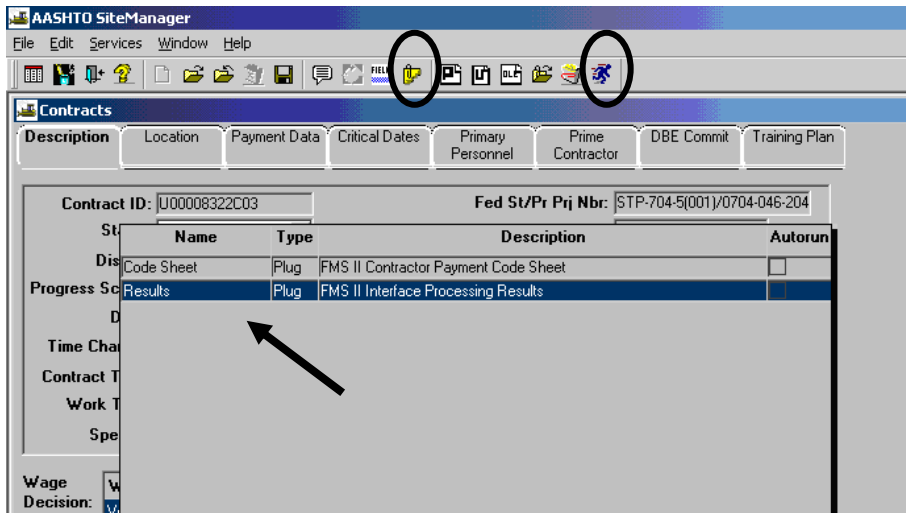 AASHTO SiteManager
File Edit Services Window Help
Contracts
Description Location Payment Data Critical Dates Primary Personnel Prime Contractor DBE Commit Training Plan
Contract ID: U00008322C03 Fed St/Pr Prj Nbr: STP-704-5(001)/0704-046-204
Name Type Description Autorun
Code Sheet Plug FMS II Contractor Payment Code Sheet
Progress Sc Results Plug FMS II Interface Processing Results
Dis
D
Time Cha
Contract T
Work T
Spe
Wage
Decision: